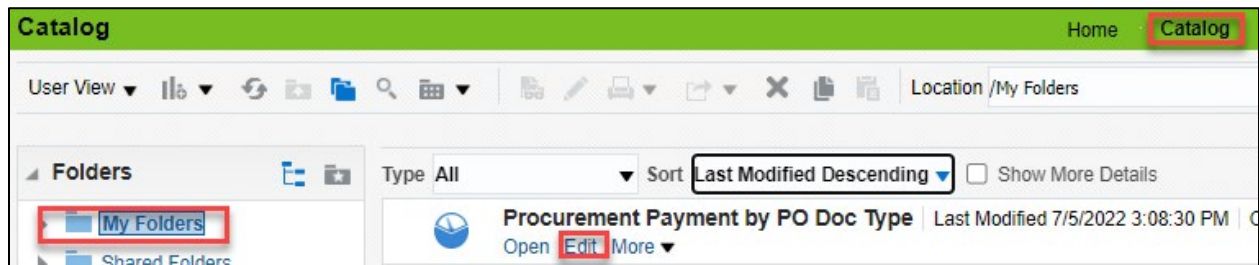 Catalog
Home Catalog
User View
Location /My Folders
Folders
Type All Sort Last Modified Descending Show More Details
My Folders
Procurement Payment by PO Doc Type Last Modified 7/5/2022 3:08:30 PM
Open Edit More
Shared Folders